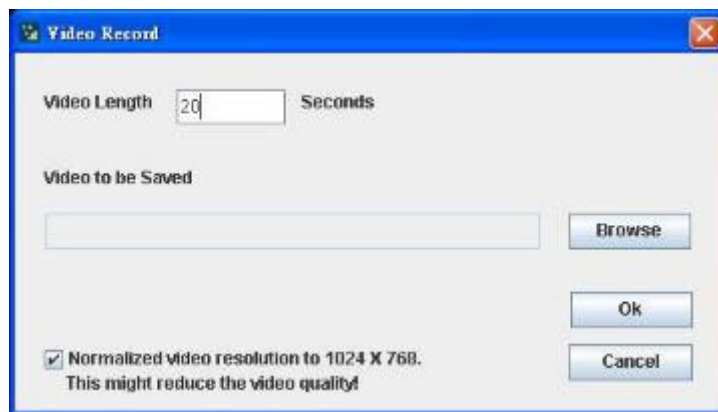 Video Record
Video Length 20 Seconds
Video to be Saved
Browse
Ok
Normalized video resolution to 1024 X 768.
This might reduce the video quality!
Cancel